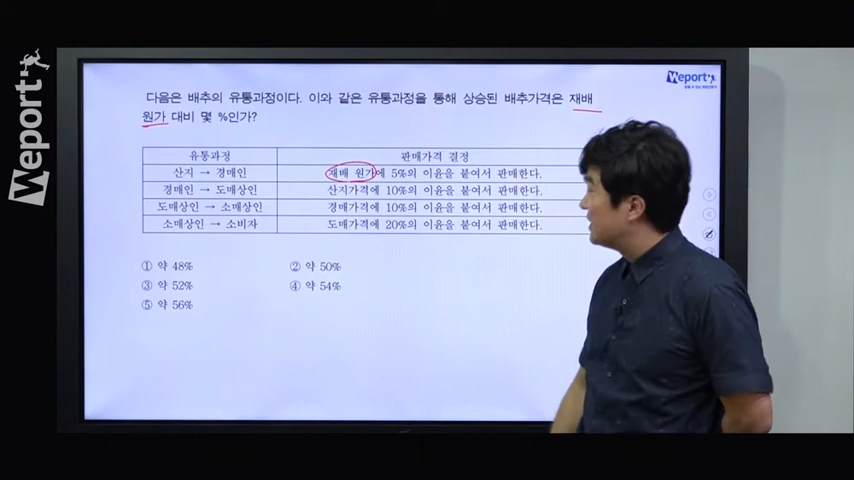 Weport
Weport
다음은 배추의 유통과정이다. 이와 같은 유통과정을 통해 상승된 배추가격은 재배
원가 대비 몇 %인가?
유통과정 판매가격 결정
산지 → 경매인 재배 원가에 5%의 이윤을 붙여서 판매한다.
경매인 → 도매상인 산지가격에 10%의 이윤을 붙여서 판매한다.
도매상인 → 소매상인 경매가격에 10%의 이윤을 붙여서 판매한다.
소매상인 → 소비자 도매가격에 20%의 이윤을 붙여서 판매한다.
① 약 48% ② 약 50%
③ 약 52% ④ 약 54%
⑤ 약 56%